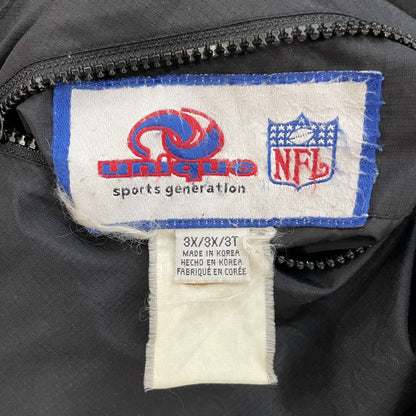 unique
sports generation
NFL
3X/3X/3T
MADE IN KOREA
HECHO EN KOREA
FABRIQUÉ EN CORÉE